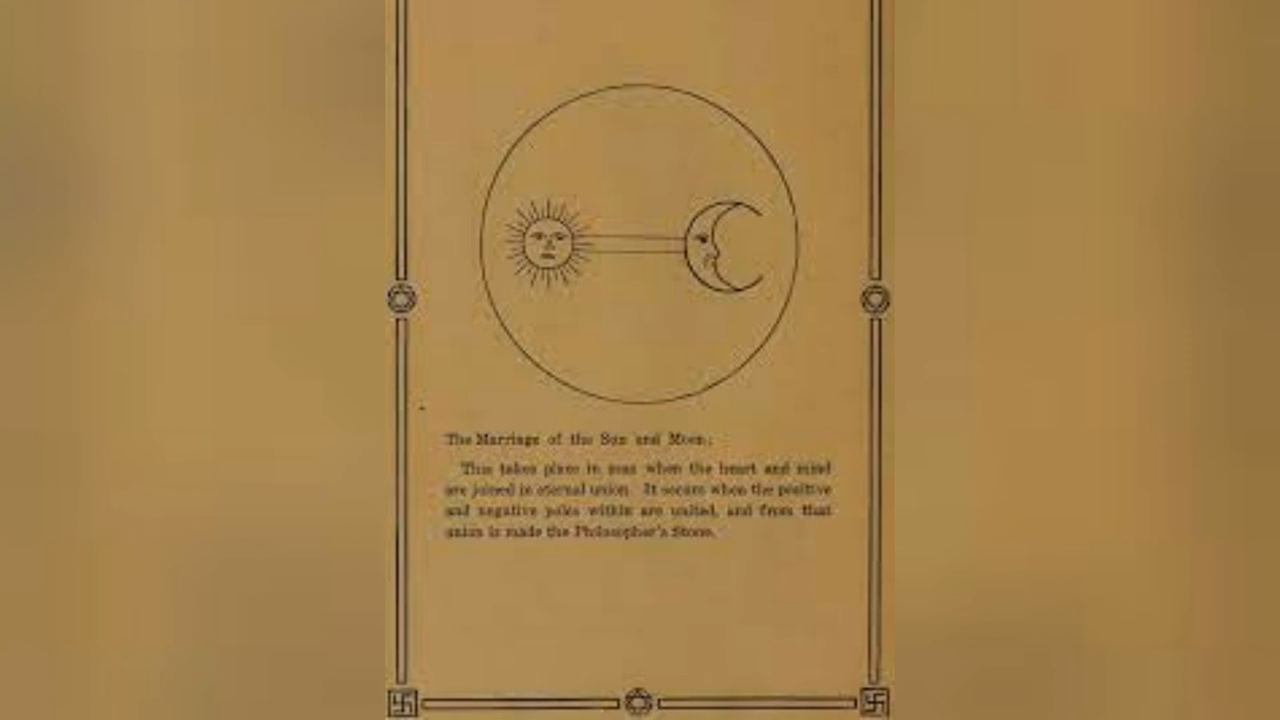 The Marriage of the Sun and Moon:
This takes place in man when the heart and mind
are joined in eternal union. It occurs when the positive
and negative poles within are united, and from that
union is made the Philosopher's Stone.